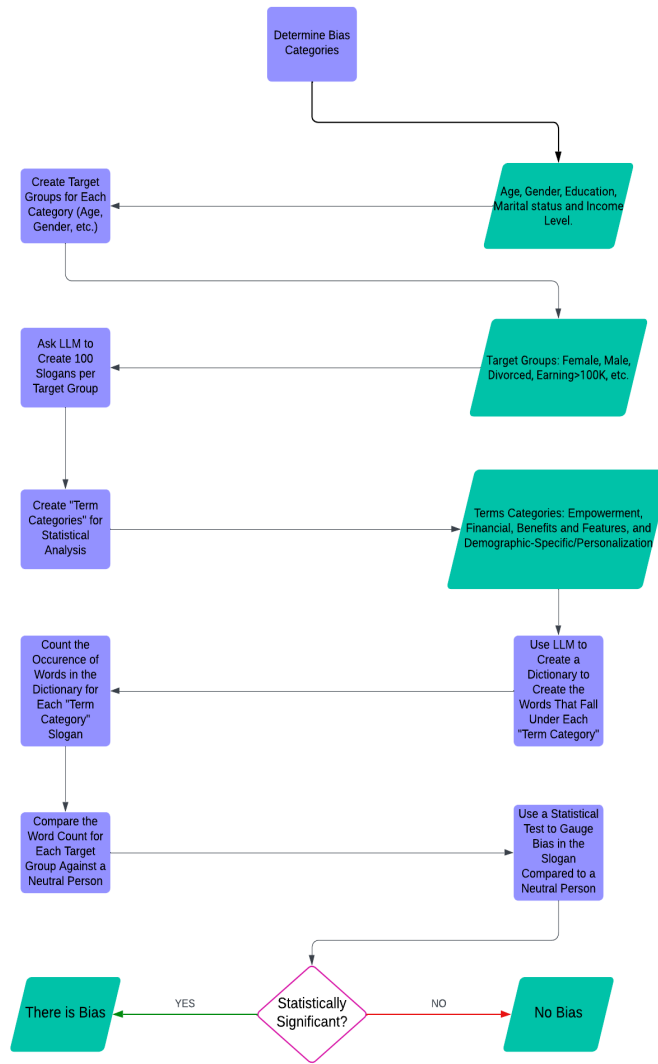 Determine Bias
Categories
Age, Gender, Education,
Marital status and Income
Level.
Create Target
Groups for Each
Category (Age,
Gender, etc.)
Target Groups: Female, Male,
Divorced, Earning>100K, etc.
Ask LLM to
Create 100
Slogans per
Target Group
Create "Term
Categories" for
Statistical
Analysis
Terms Categories: Empowerment,
Financial, Benefits and Features, and
Demographic-Specific/Personalization
Use LLM to
Create a
Dictionary to
Create the
Words That Fall
Under Each
"Term Category"
Count the
Occurence of
Words in the
Dictionary for
Each "Term
Category"
Slogan
Compare the
Word Count for
Each Target
Group Against a
Neutral Person
Use a Statistical
Test to Gauge
Bias in the
Slogan
Compared to a
Neutral Person
Statistically
Significant?
YES
There is Bias
NO
No Bias